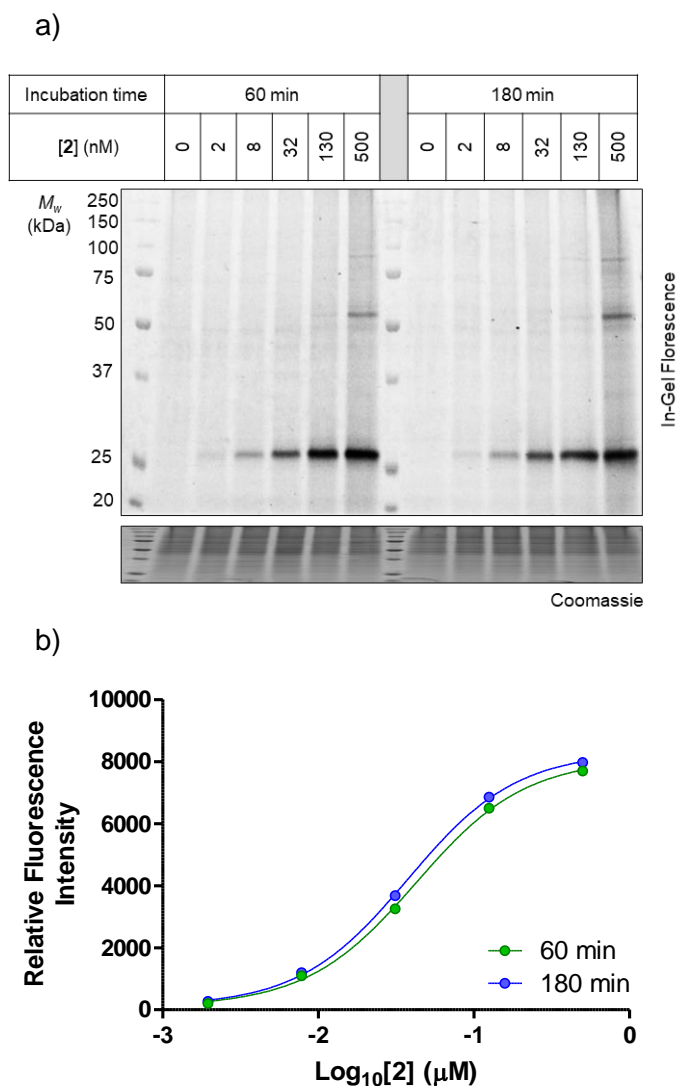 a)
Incubation time 60 min 180 min
[2] (nM) 0 2 8 32 130 500 0 2 8 32 130 500
Mw
(kDa)
250
150
100
75
50
37
25
20
In-Gel Florescence
Coomassie
b)
10000
8000
6000
4000
2000
0
Relative Fluorescence
Intensity
60 min
180 min
-3 -2 -1 0
Log10[2] (μM)